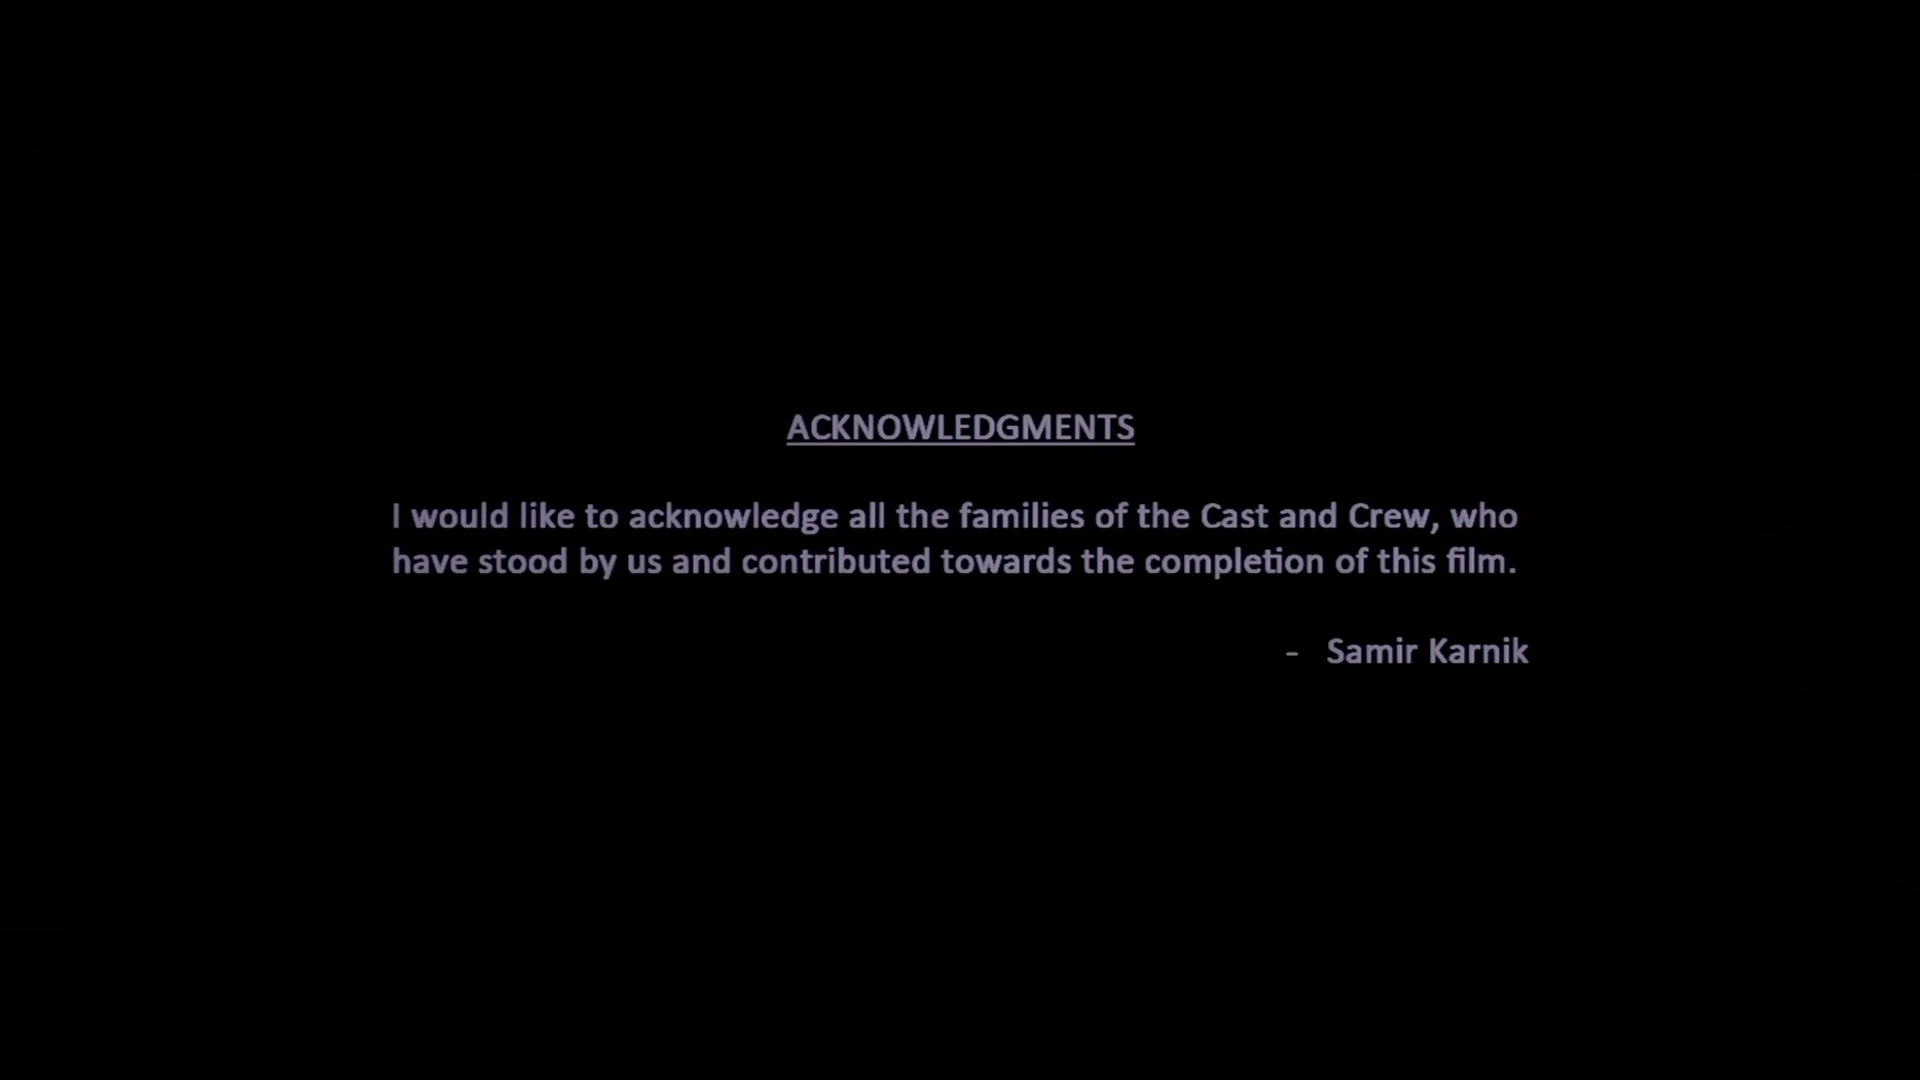 ACKNOWLEDGMENTS
I would like to acknowledge all the families of the Cast and Crew, who
have stood by us and contributed towards the completion of this film.
- Samir Karnik